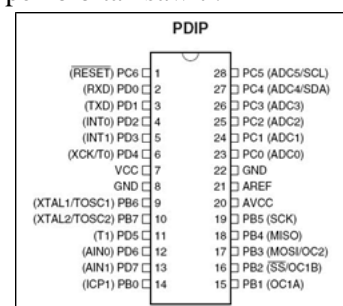 PDIP
(RESET) PC6 1 28 PC5 (ADC5/SCL)
(RXD) PD0 2 27 PC4 (ADC4/SDA)
(TXD) PD1 3 26 PC3 (ADC3)
(INT0) PD2 4 25 PC2 (ADC2)
(INT1) PD3 5 24 PC1 (ADC1)
(XCK/T0) PD4 6 23 PC0 (ADC0)
VCC 7 22 GND
GND 8 21 AREF
(XTAL1/TOSC1) PB6 9 20 AVCC
(XTAL2/TOSC2) PB7 10 19 PB5 (SCK)
(T1) PD5 11 18 PB4 (MISO)
(AIN0) PD6 12 17 PB3 (MOSI/OC2)
(AIN1) PD7 13 16 PB2 (SS/OC1B)
(ICP1) PB0 14 15 PB1 (OC1A)